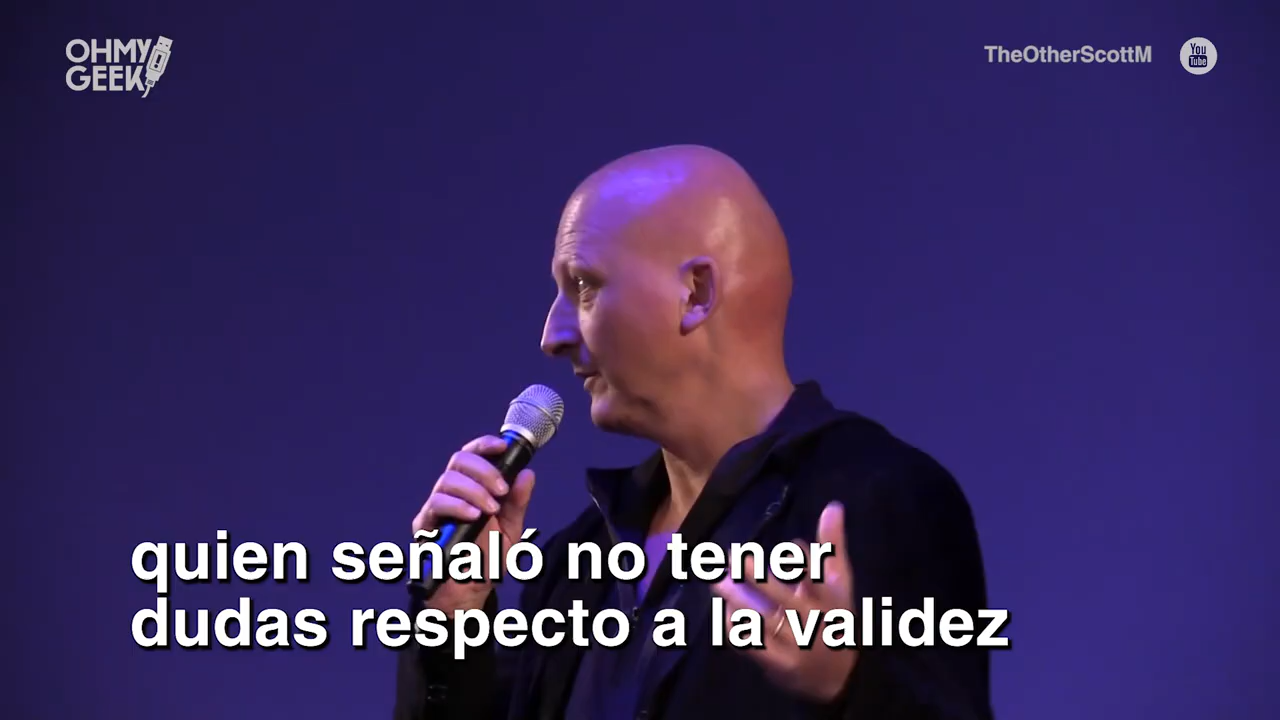 OHMY
GEEK
TheOtherScottM
You
Tube
quien señaló no tener
dudas respecto a la validez